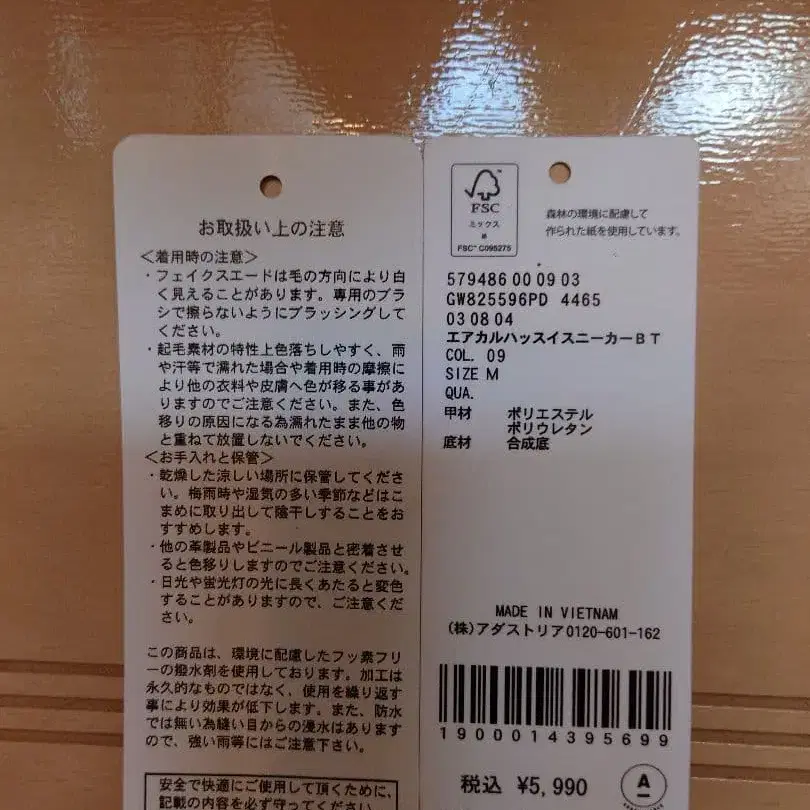 お取扱い上の注意
＜着用時の注意＞
・フェイクスエードは毛の方向により白
く見えることがあります。専用のブラ
シで擦らないようにブラッシングして
ください。
・起毛素材の特性上色落ちしやすく、雨
や汗等で濡れた場合や着用時の摩擦に
より他の衣料や皮膚へ色が移る事があ
りますのでご注意ください。また、色
移りの原因になる為濡れたまま他の物
と重ねて放置しないでください。
＜お手入れと保管＞
・乾燥した涼しい場所に保管してくださ
い。梅雨時や湿気の多い季節などはこ
まめに取り出して陰干しすることをお
すすめします。
・他の革製品やビニール製品と密着させ
ると色移りしますのでご注意ください。
・日光や蛍光灯の光に長くあたると変色
することがありますので、ご注意くだ
さい。
この商品は、環境に配慮したフッ素フリ
ーの撥水剤を使用しております。加工は
永久的なものではなく、使用を繰り返す
事により効果が低下します。また、防水
では無い為縫い目からの浸水はあります
ので、強い雨等にはご注意下さい。
安全で快適にご使用して頂くために、
記載の内容を必ず守ってください
FSC
ミックス
紙
FSC™ C095275
森林の環境に配慮して
作られた紙を使用しています。
579486 00 09 03
GW825596PD 4465
03 08 04
エアカルハッスイスニーカーＢＴ
COL. 09
SIZE M
QUA.
甲材 ポリエステル
ポリウレタン
底材 合成底
MADE IN VIETNAM
(株)アダストリア0120-601-162
1900014395699
税込 ¥5,990
A